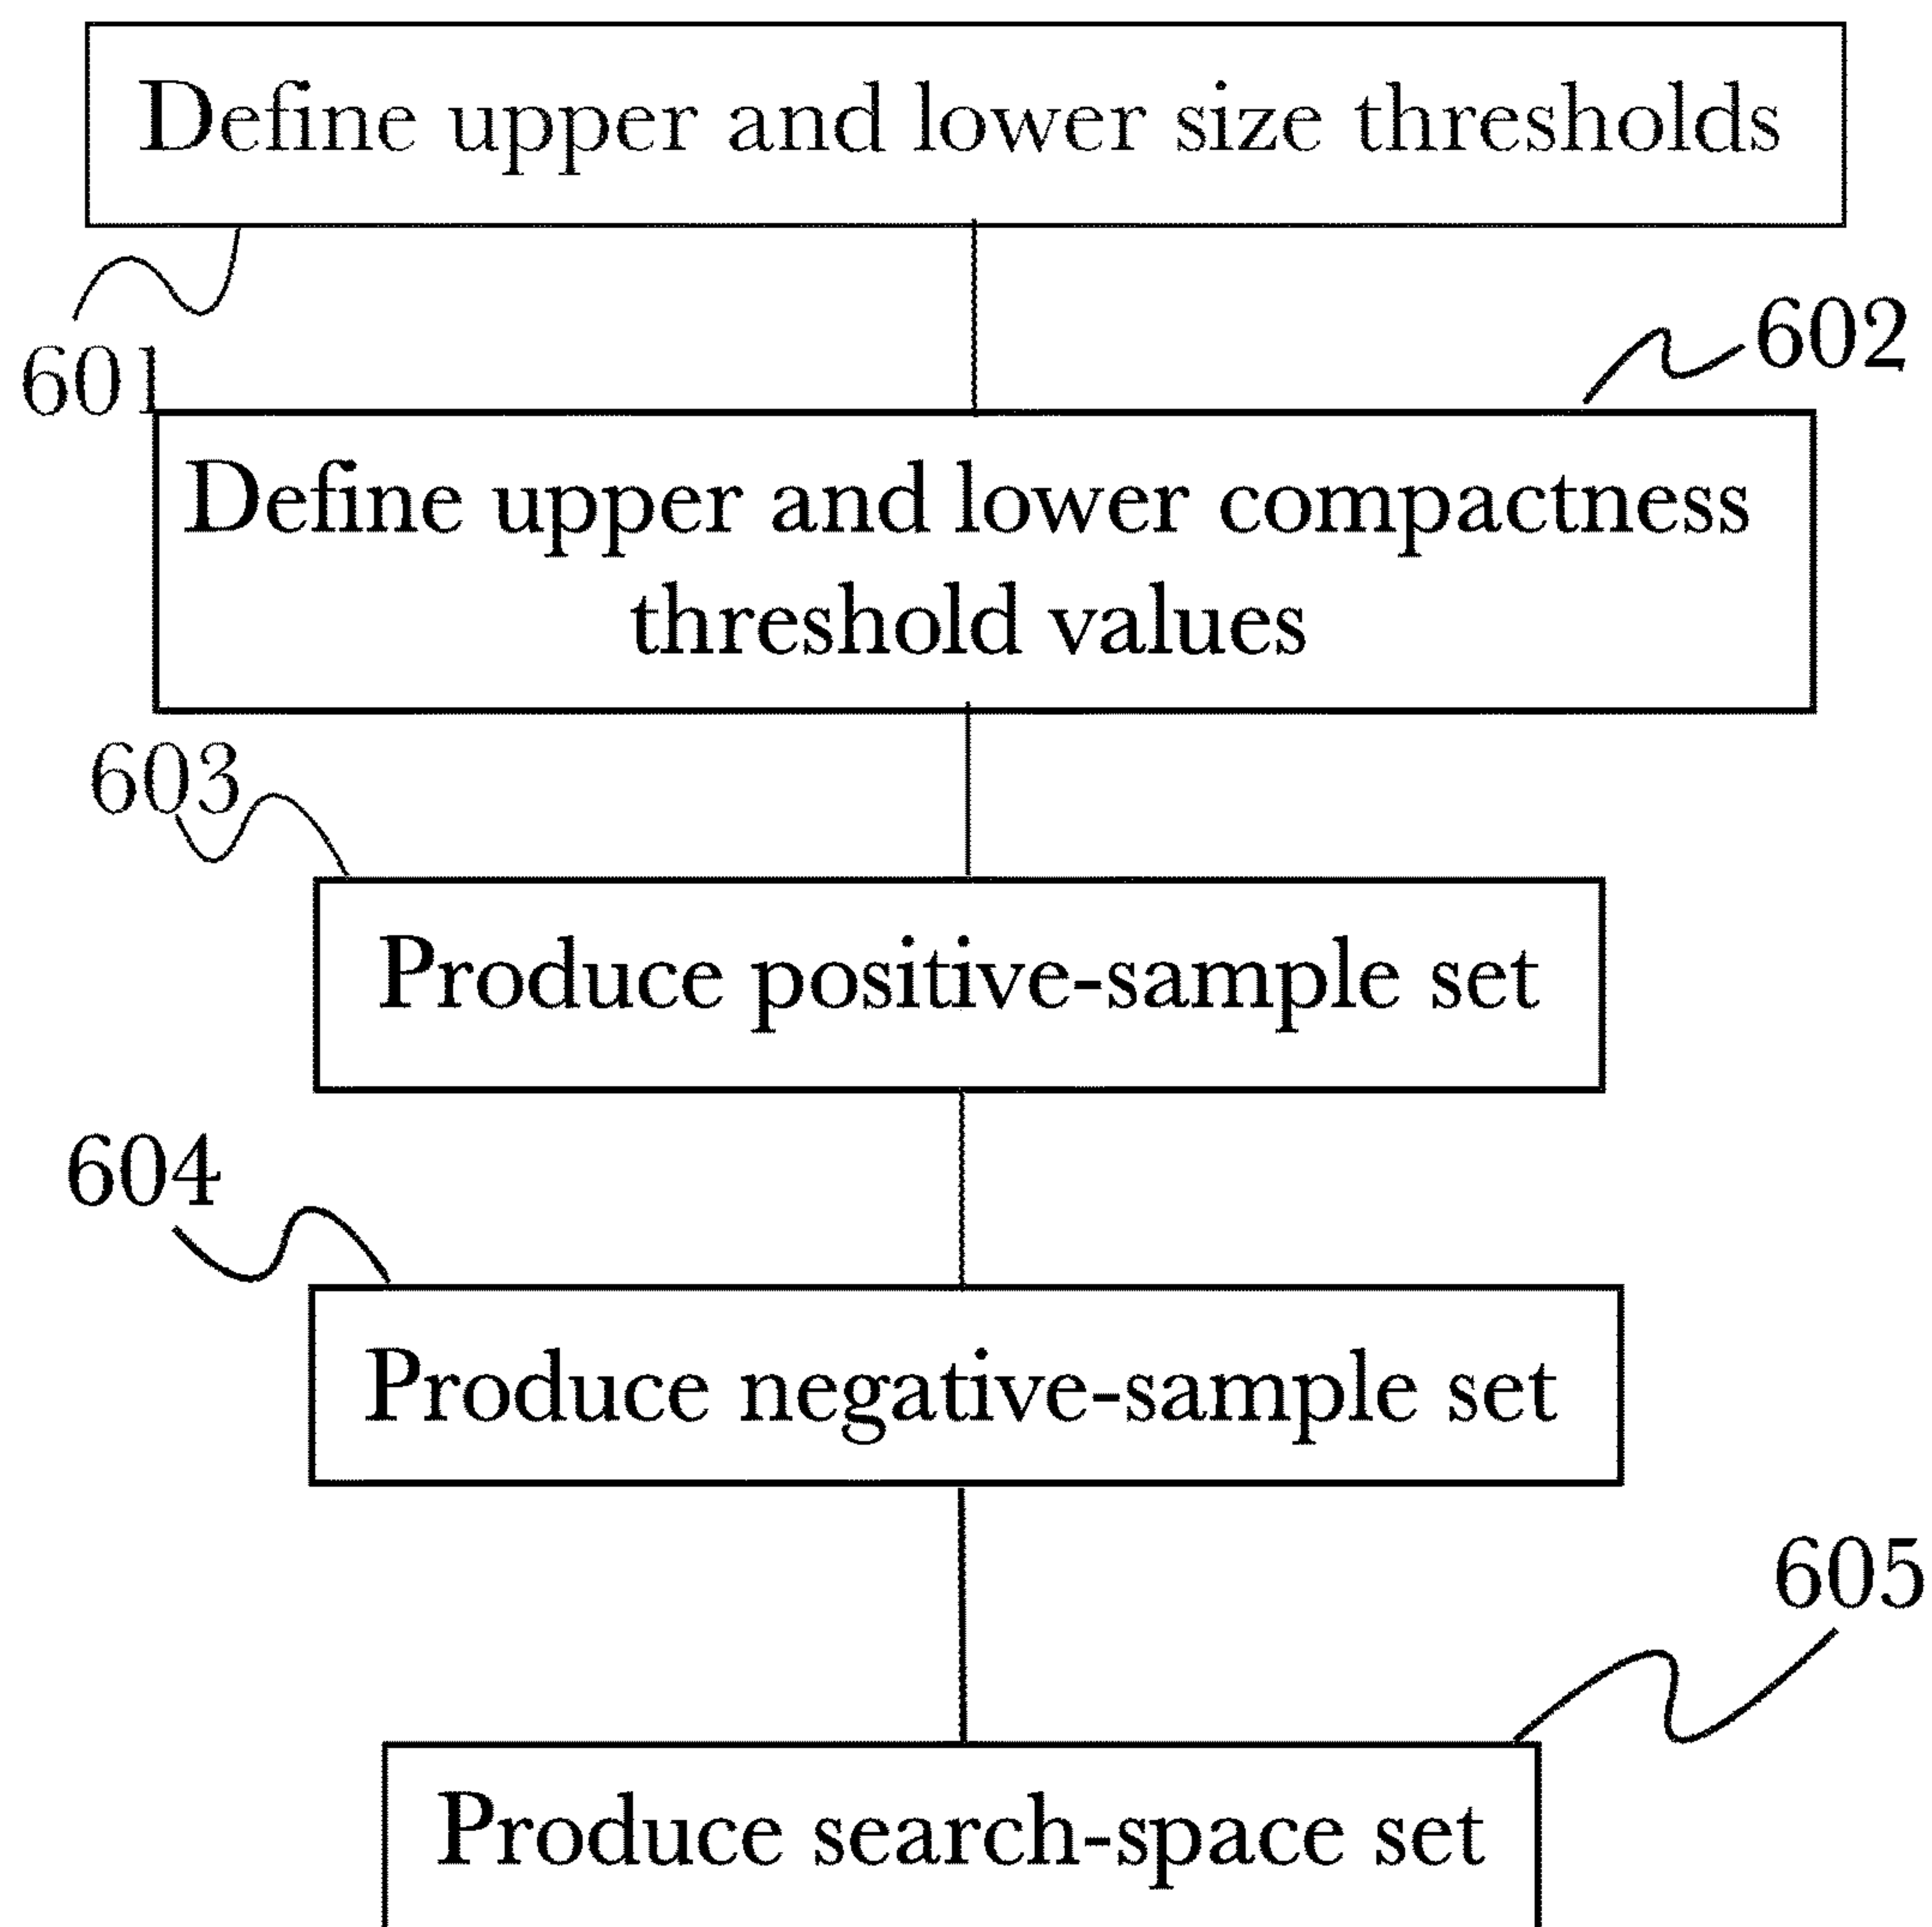 Define upper and lower size thresholds
601
602
Define upper and lower compactness
threshold values
603
Produce positive-sample set
604
Produce negative-sample set
605
Produce search-space set